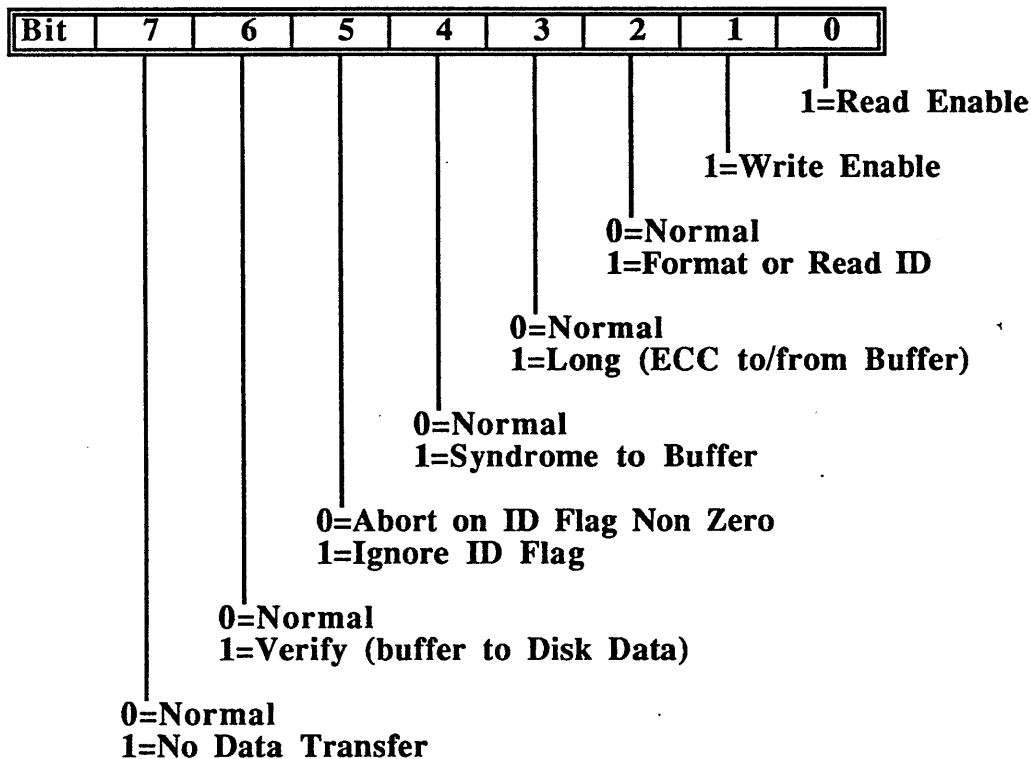 Bit 7 6 5 4 3 2 1 0
1=Read Enable
1=Write Enable
0=Normal
1=Format or Read ID
0=Normal
1=Long (ECC to/from Buffer)
0=Normal
1=Syndrome to Buffer
0=Abort on ID Flag Non Zero
1=Ignore ID Flag
0=Normal
1=Verify (buffer to Disk Data)
0=Normal
1=No Data Transfer